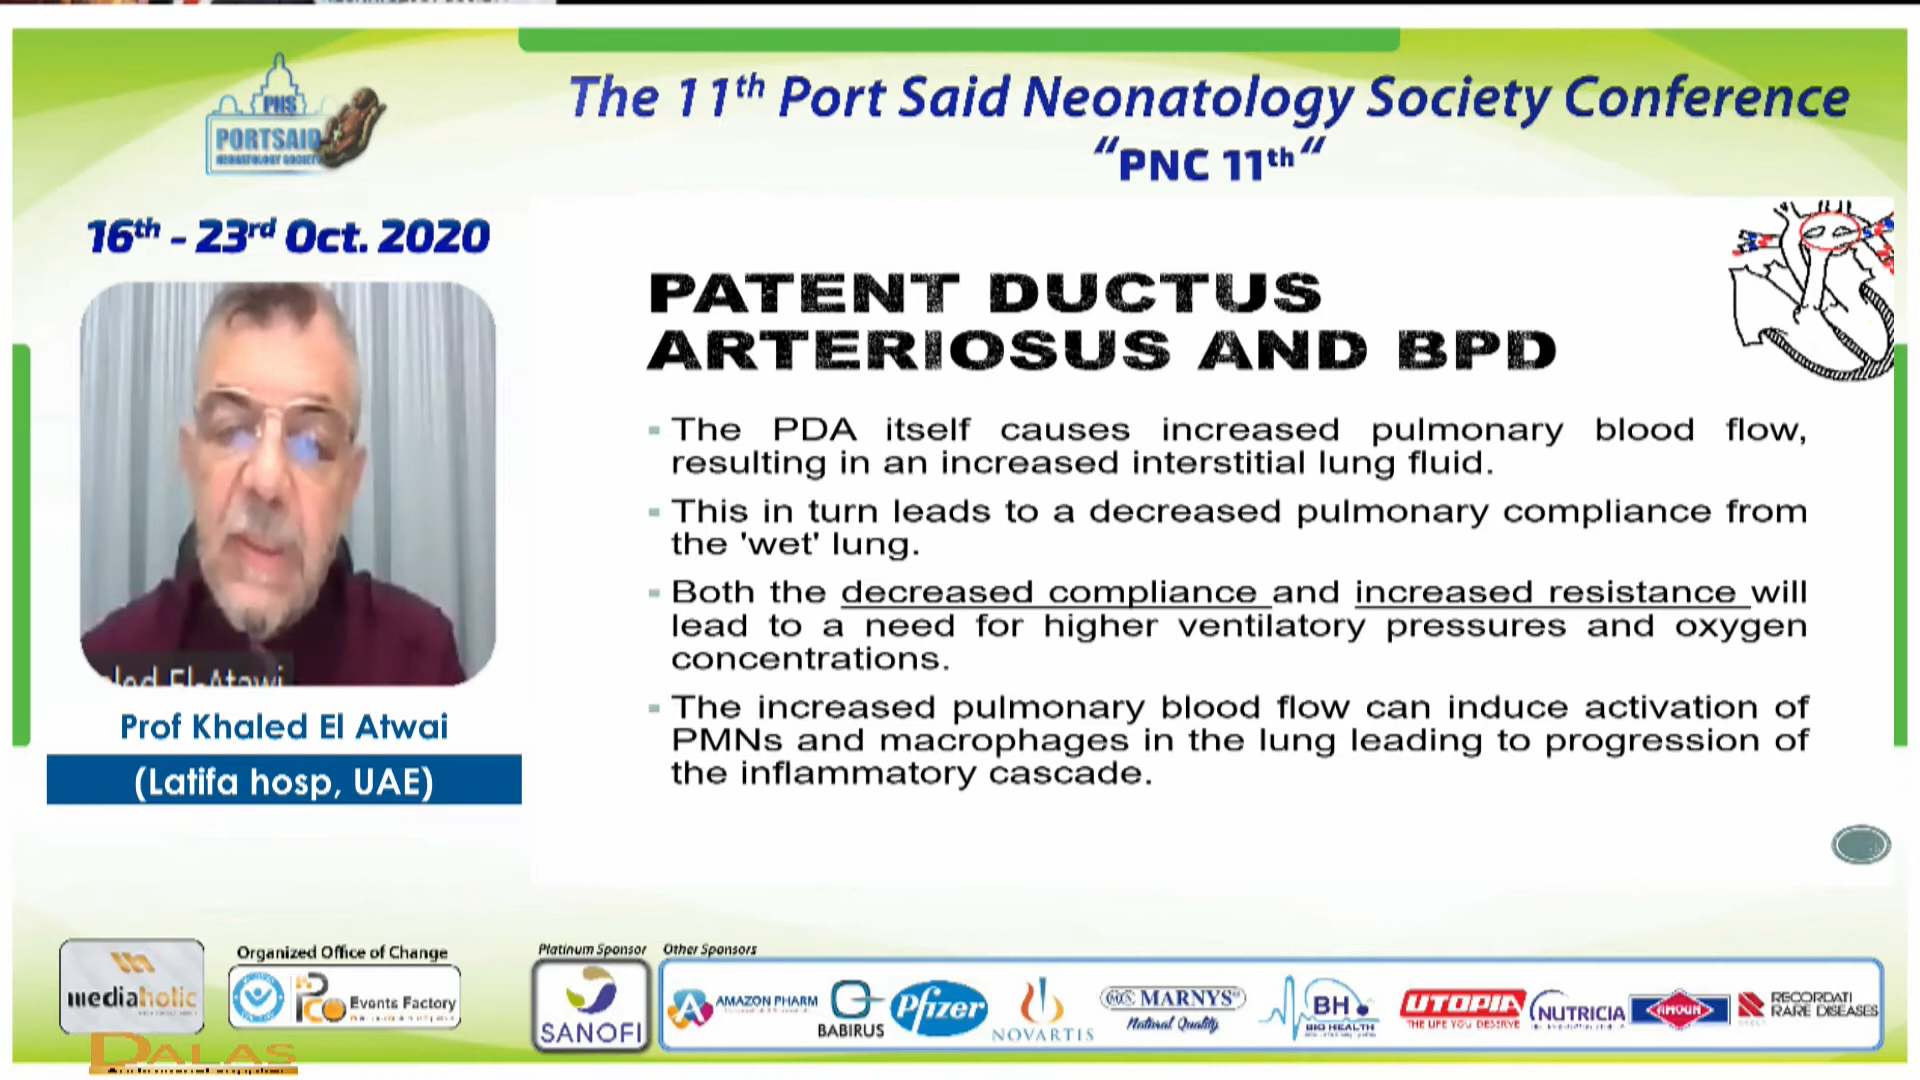 PNS
PORTSAID
NEONATOLOGY SOCIETY
The 11th Port Said Neonatology Society Conference
“PNC 11th“
16th - 23rd Oct. 2020
PATENT DUCTUS
ARTERIOSUS AND BPD
▪ The PDA itself causes increased pulmonary blood flow,
resulting in an increased interstitial lung fluid.
▪ This in turn leads to a decreased pulmonary compliance from
the 'wet' lung.
▪ Both the decreased compliance and increased resistance will
lead to a need for higher ventilatory pressures and oxygen
concentrations.
▪ The increased pulmonary blood flow can induce activation of
PMNs and macrophages in the lung leading to progression of
the inflammatory cascade.
El-Atawi
Prof Khaled El Atwai
(Latifa hosp, UAE)
mediaholic
Organized Office of Change
Events Factory
Platinum Sponsor
SANOFI
Other Sponsors
AMAZON PHARM
BABIRUS
Pfizer
NOVARTIS
MARNYS
Natural Quality
BH
BIO HEALTH
UTOPIA
THE LIFE YOU DESERVE
NUTRICIA
AMOUN
RECORDATI
RARE DISEASES
DALAS